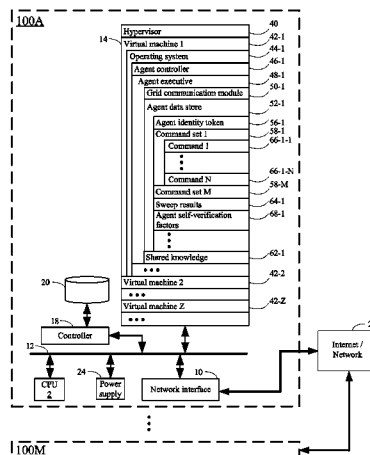 100A
14
Hypervisor
40
Virtual machine 1
42-1
Operating system
44-1
Agent controller
46-1
Agent executive
48-1
Grid communication module
50-1
Agent data store
52-1
Agent identity token
56-1
Command set 1
58-1
Command 1
66-1-1
Command N
66-1-N
Command set M
58-M
Sweep results
64-1
Agent self-verification
factors
68-1
Shared knowledge
62-1
Virtual machine 2
42-2
Virtual machine Z
42-Z
20
18
Controller
12
CPU
2
24
Power
supply
10
Network interface
Internet /
Network
100M